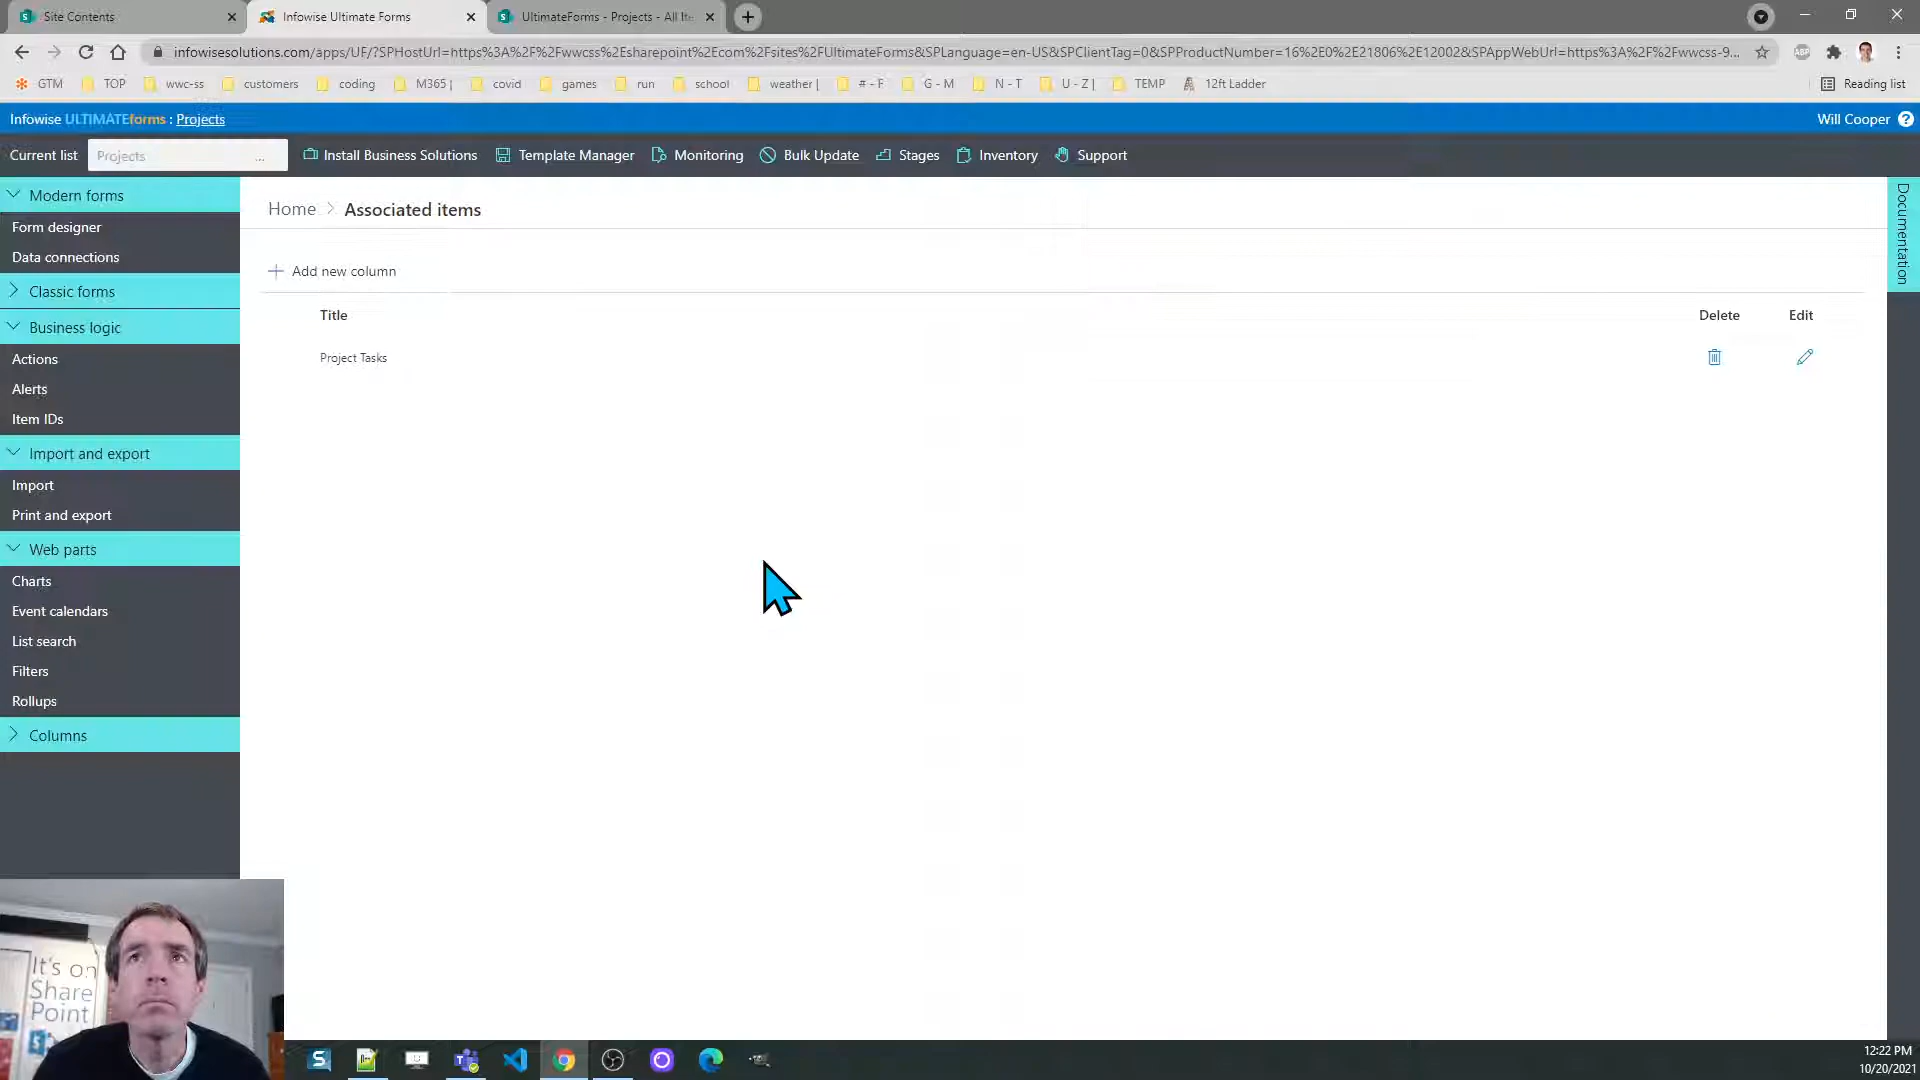 Site Contents
Infowise Ultimate Forms
UltimateForms - Projects - All Ite
infowisesolutions.com/apps/UF/?SPHostUrl=https%3A%2F%2Fwwcss%2Esharepoint%2Ecom%2Fsites%2FUltimateForms&SPLanguage=en-US&SPClientTag=0&SPProductNumber=16%2E0%2E21806%2E12002&SPAppWebUrl=https%3A%2F%2Fwwcss-9...
ABP
GTM TOP wwc-ss customers coding M365 | covid games run school weather | # - F G - M N - T U - Z | TEMP 12ft Ladder Reading list
Infowise ULTIMATEforms : Projects
Will Cooper ?
Current list Projects ... Install Business Solutions Template Manager Monitoring Bulk Update Stages Inventory Support
Modern forms
Form designer
Data connections
Classic forms
Business logic
Actions
Alerts
Item IDs
Import and export
Import
Print and export
Web parts
Charts
Event calendars
List search
Filters
Rollups
Columns
Home > Associated items
Add new column
Title Delete Edit
Project Tasks
Documentation
It's on
Share
Point
12:22 PM
10/20/2021